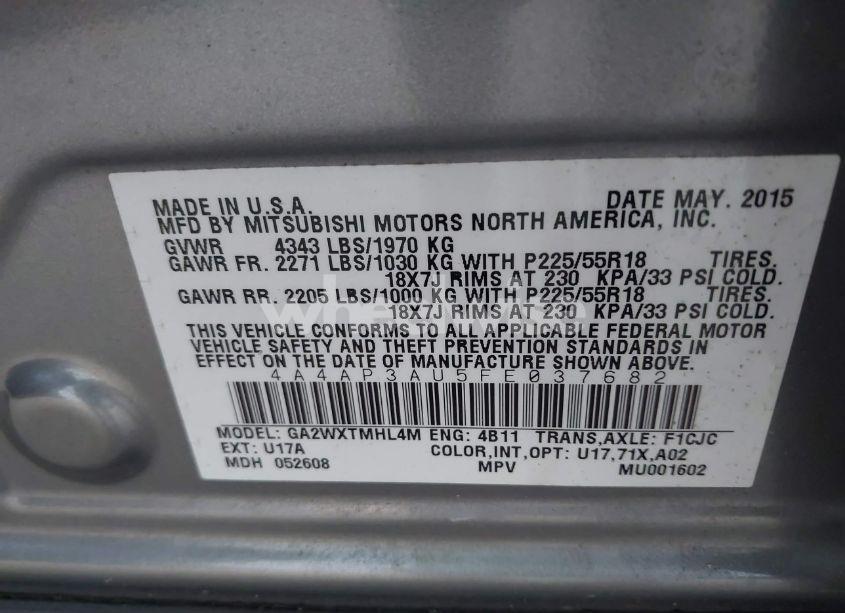 MADE IN U.S.A. DATE MAY. 2015
MFD BY MITSUBISHI MOTORS NORTH AMERICA, INC.
GVWR 4343 LBS/1970 KG
GAWR FR. 2271 LBS/1030 KG WITH P225/55R18 TIRES.
18X7J RIMS AT 230 KPA/33 PSI COLD.
GAWR RR. 2205 LBS/1000 KG WITH P225/55R18 TIRES.
18X7J RIMS AT 230 KPA/33 PSI COLD.
THIS VEHICLE CONFORMS TO ALL APPLICABLE FEDERAL MOTOR
VEHICLE SAFETY AND THEFT PREVENTION STANDARDS IN
EFFECT ON THE DATE OF MANUFACTURE SHOWN ABOVE.
4A4AP3AU5FE037682
MODEL: GA2WXTMHL4M ENG: 4B11 TRANS,AXLE: F1CJC
EXT: U17A COLOR,INT,OPT: U17,71X,A02
MDH 052608 MPV MU001602